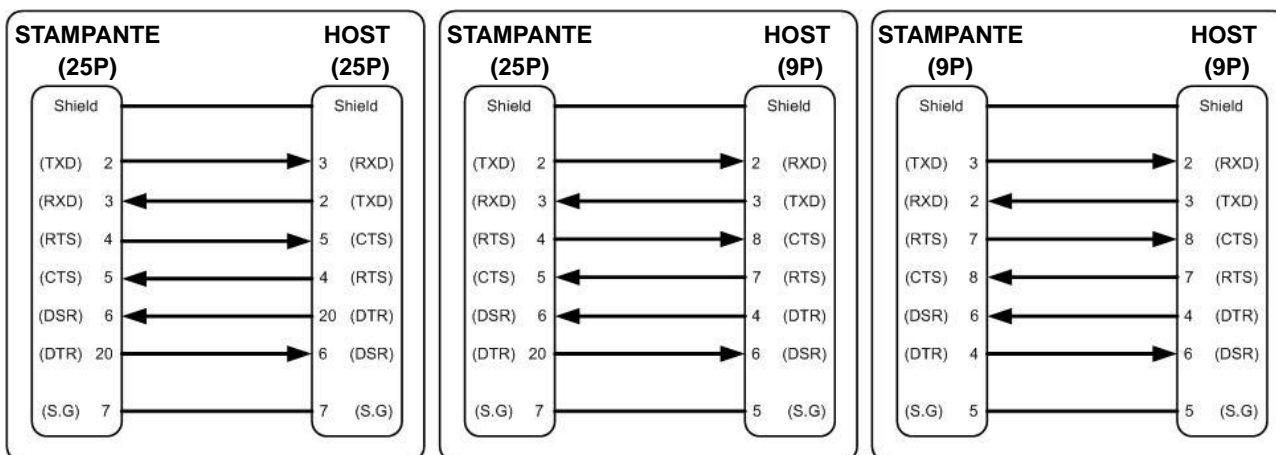 STAMPANTE HOST
(25P) (25P)
Shield Shield
(TXD) 2 3 (RXD)
(RXD) 3 2 (TXD)
(RTS) 4 5 (CTS)
(CTS) 5 4 (RTS)
(DSR) 6 20 (DTR)
(DTR) 20 6 (DSR)
(S.G) 7 7 (S.G)
STAMPANTE HOST
(25P) (9P)
Shield Shield
(TXD) 2 2 (RXD)
(RXD) 3 3 (TXD)
(RTS) 4 8 (CTS)
(CTS) 5 7 (RTS)
(DSR) 6 4 (DTR)
(DTR) 20 6 (DSR)
(S.G) 7 5 (S.G)
STAMPANTE HOST
(9P) (9P)
Shield Shield
(TXD) 3 2 (RXD)
(RXD) 2 3 (TXD)
(RTS) 7 8 (CTS)
(CTS) 8 7 (RTS)
(DSR) 6 4 (DTR)
(DTR) 4 6 (DSR)
(S.G) 5 5 (S.G)